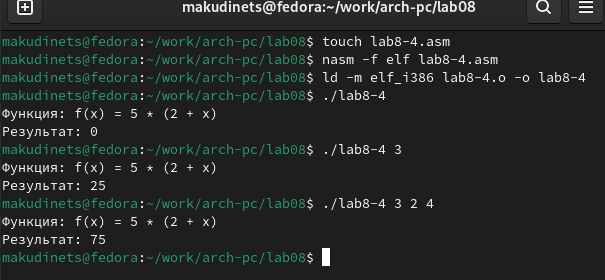 makudinets@fedora:~/work/arch-pc/lab08
makudinets@fedora:~/work/arch-pc/lab08$ touch lab8-4.asm
makudinets@fedora:~/work/arch-pc/lab08$ nasm -f elf lab8-4.asm
makudinets@fedora:~/work/arch-pc/lab08$ ld -m elf_i386 lab8-4.o -o lab8-4
makudinets@fedora:~/work/arch-pc/lab08$ ./lab8-4
Функция: f(x) = 5 * (2 + x)
Результат: 0
makudinets@fedora:~/work/arch-pc/lab08$ ./lab8-4 3
Функция: f(x) = 5 * (2 + x)
Результат: 25
makudinets@fedora:~/work/arch-pc/lab08$ ./lab8-4 3 2 4
Функция: f(x) = 5 * (2 + x)
Результат: 75
makudinets@fedora:~/work/arch-pc/lab08$